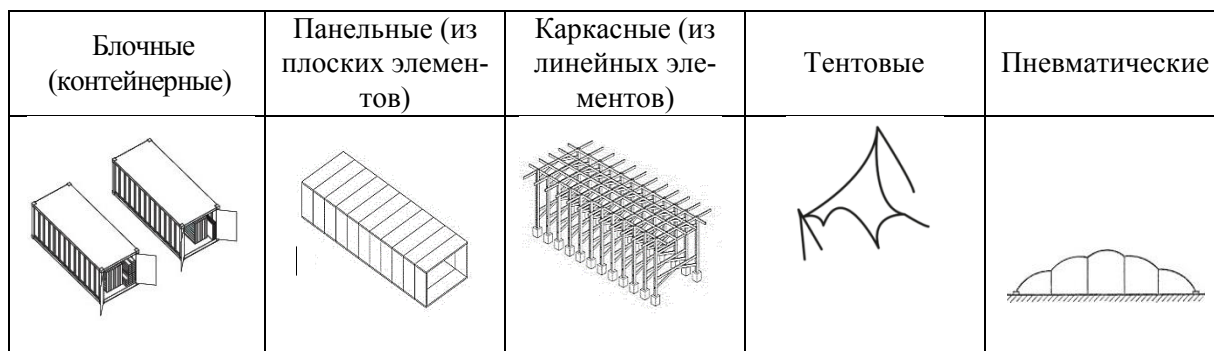 Блочные
(контейнерные)
Панельные (из
плоских элемен-
тов)
Каркасные (из
линейных эле-
ментов)
Тентовые
Пневматические